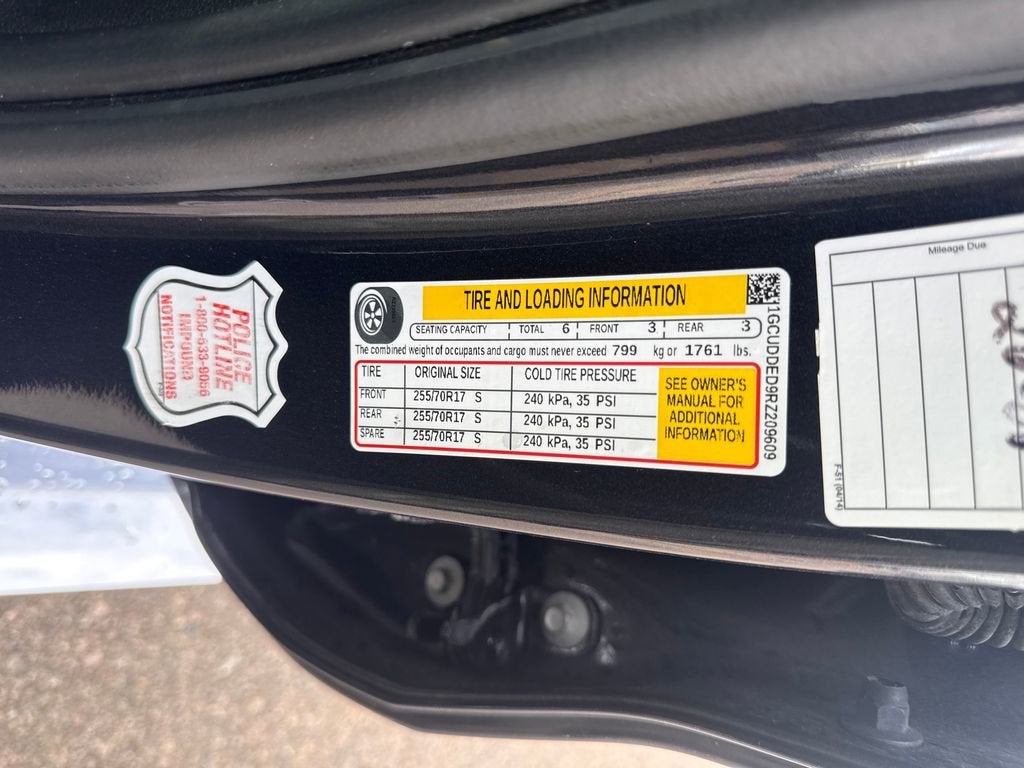 POLICE
HOTLINE
1-800-633-9056
IMPOUND
NOTIFICATIONS
TIRE AND LOADING INFORMATION
SEATING CAPACITY TOTAL 6 FRONT 3 REAR 3
The combined weight of occupants and cargo must never exceed 799 kg or 1761 lbs.
TIRE ORIGINAL SIZE COLD TIRE PRESSURE
FRONT 255/70R17 S 240 kPa, 35 PSI
REAR 255/70R17 S 240 kPa, 35 PSI
SPARE 255/70R17 S 240 kPa, 35 PSI
SEE OWNER'S
MANUAL FOR
ADDITIONAL
INFORMATION
1GCUDDED9RZ209609
Mileage Due
F-51 (04/14)